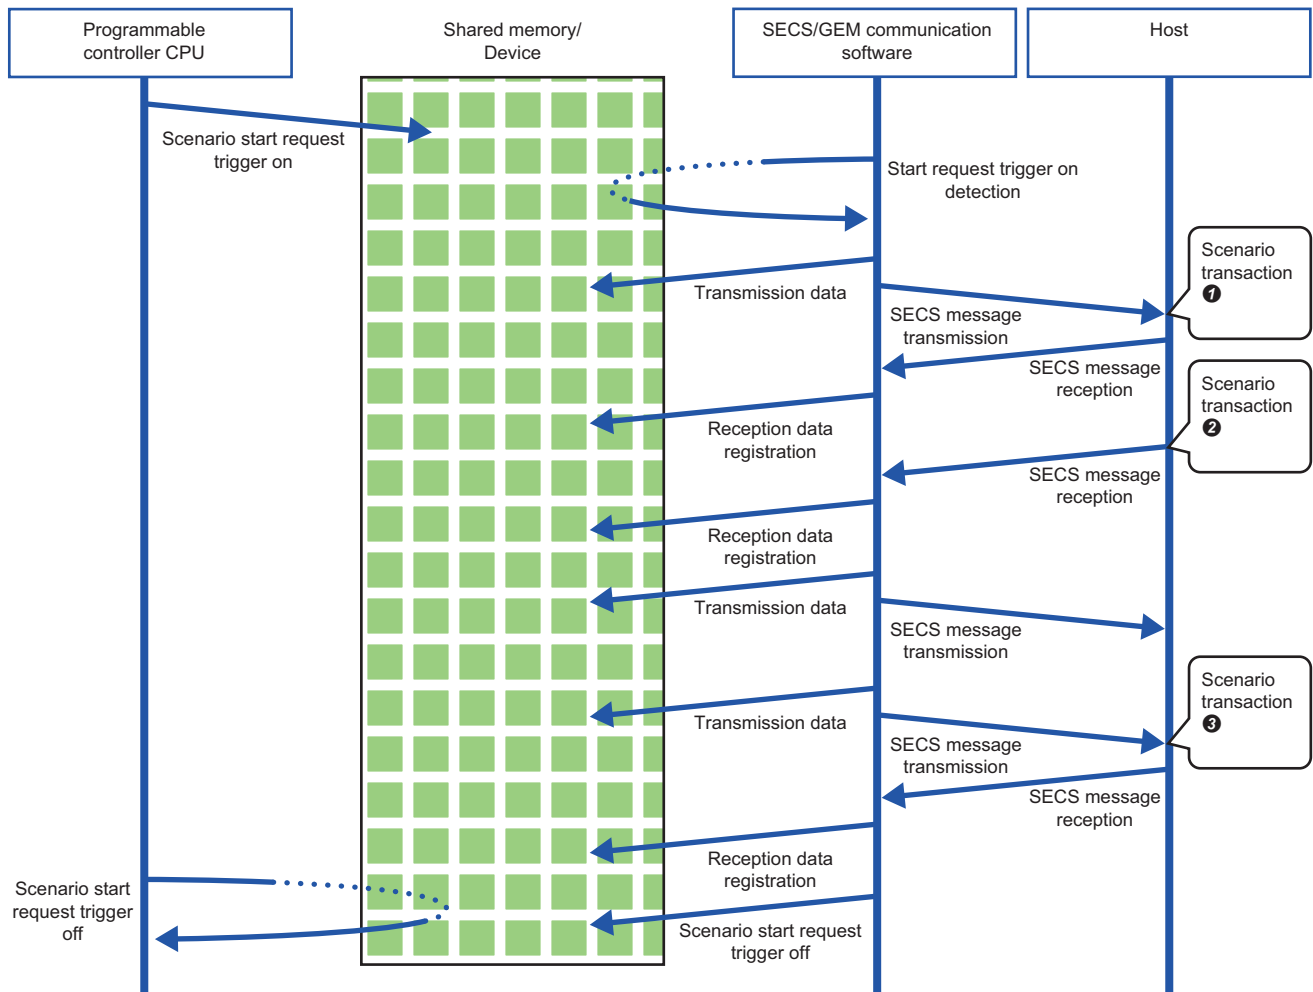 Programmable
controller CPU
Shared memory/
Device
SECS/GEM communication
software
Host
Scenario start request
trigger on
Start request trigger on
detection
Transmission data
SECS message
transmission
Scenario
transaction
❶
SECS message
reception
Reception data
registration
Scenario
transaction
❷
SECS message
reception
Reception data
registration
Transmission data
SECS message
transmission
Transmission data
SECS message
transmission
Scenario
transaction
❸
SECS message
reception
Reception data
registration
Scenario start
request trigger
off
Scenario start request
trigger off